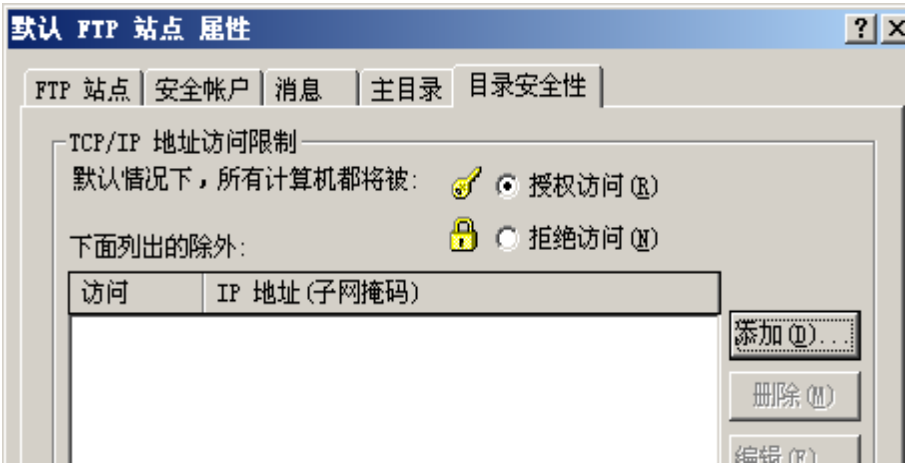 默认 FTP 站点 属性
FTP 站点 安全帐户 消息 主目录 目录安全性
TCP/IP 地址访问限制
默认情况下，所有计算机都将被: 授权访问(R)
拒绝访问(N)
下面列出的除外:
访问 IP 地址(子网掩码)
添加(D)...
删除(M)
编辑(E)